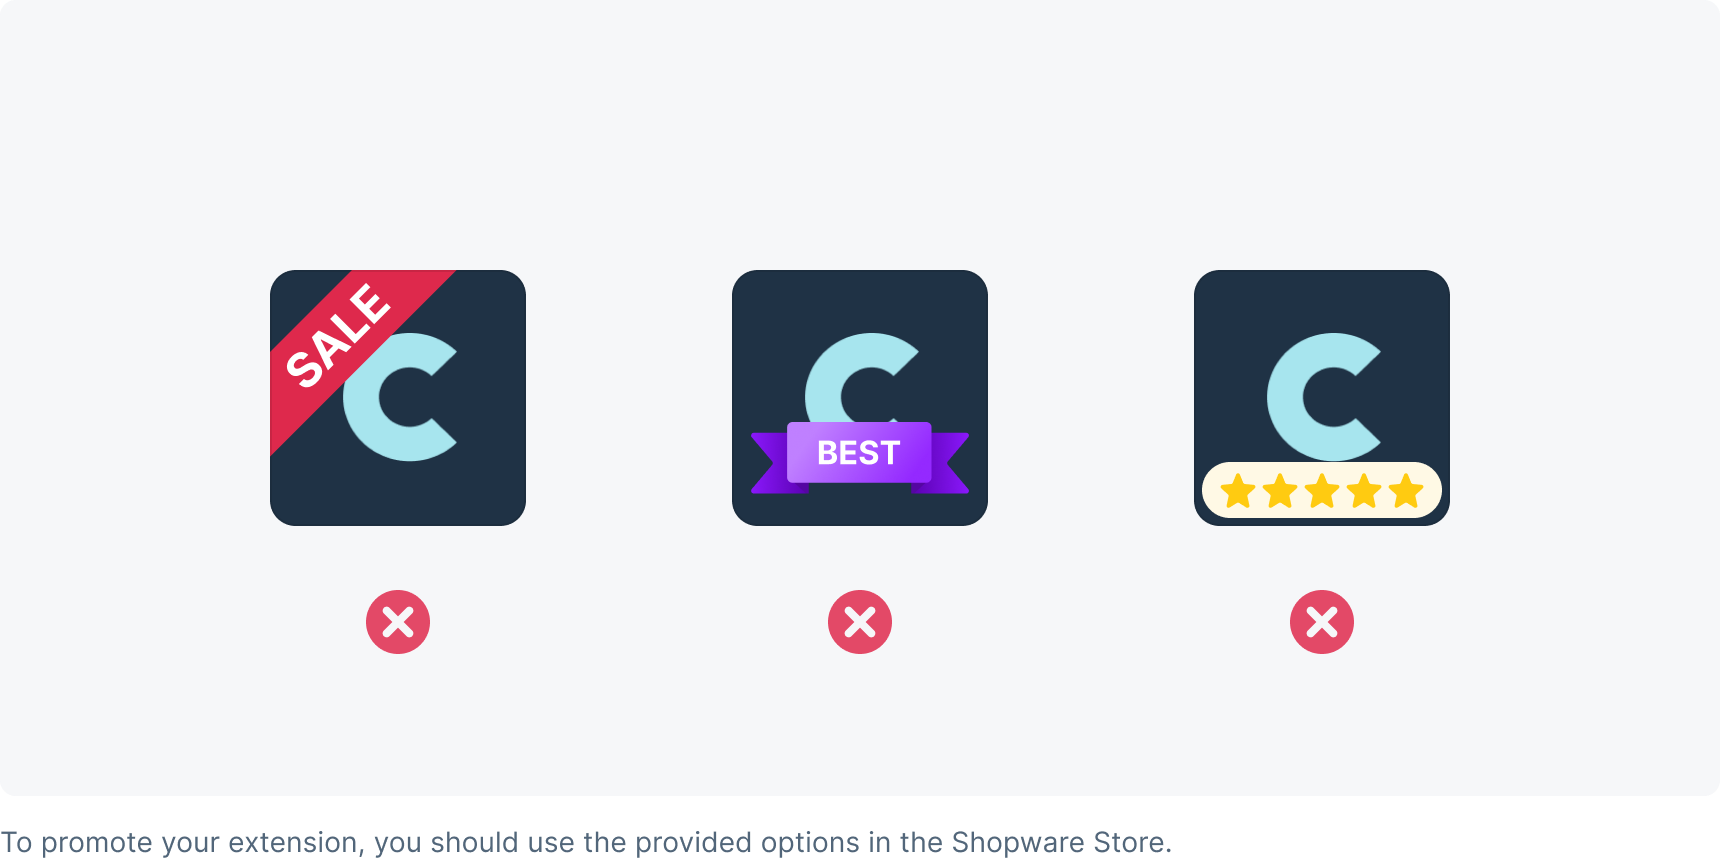 SALE
C
BEST
C
C
To promote your extension, you should use the provided options in the Shopware Store.